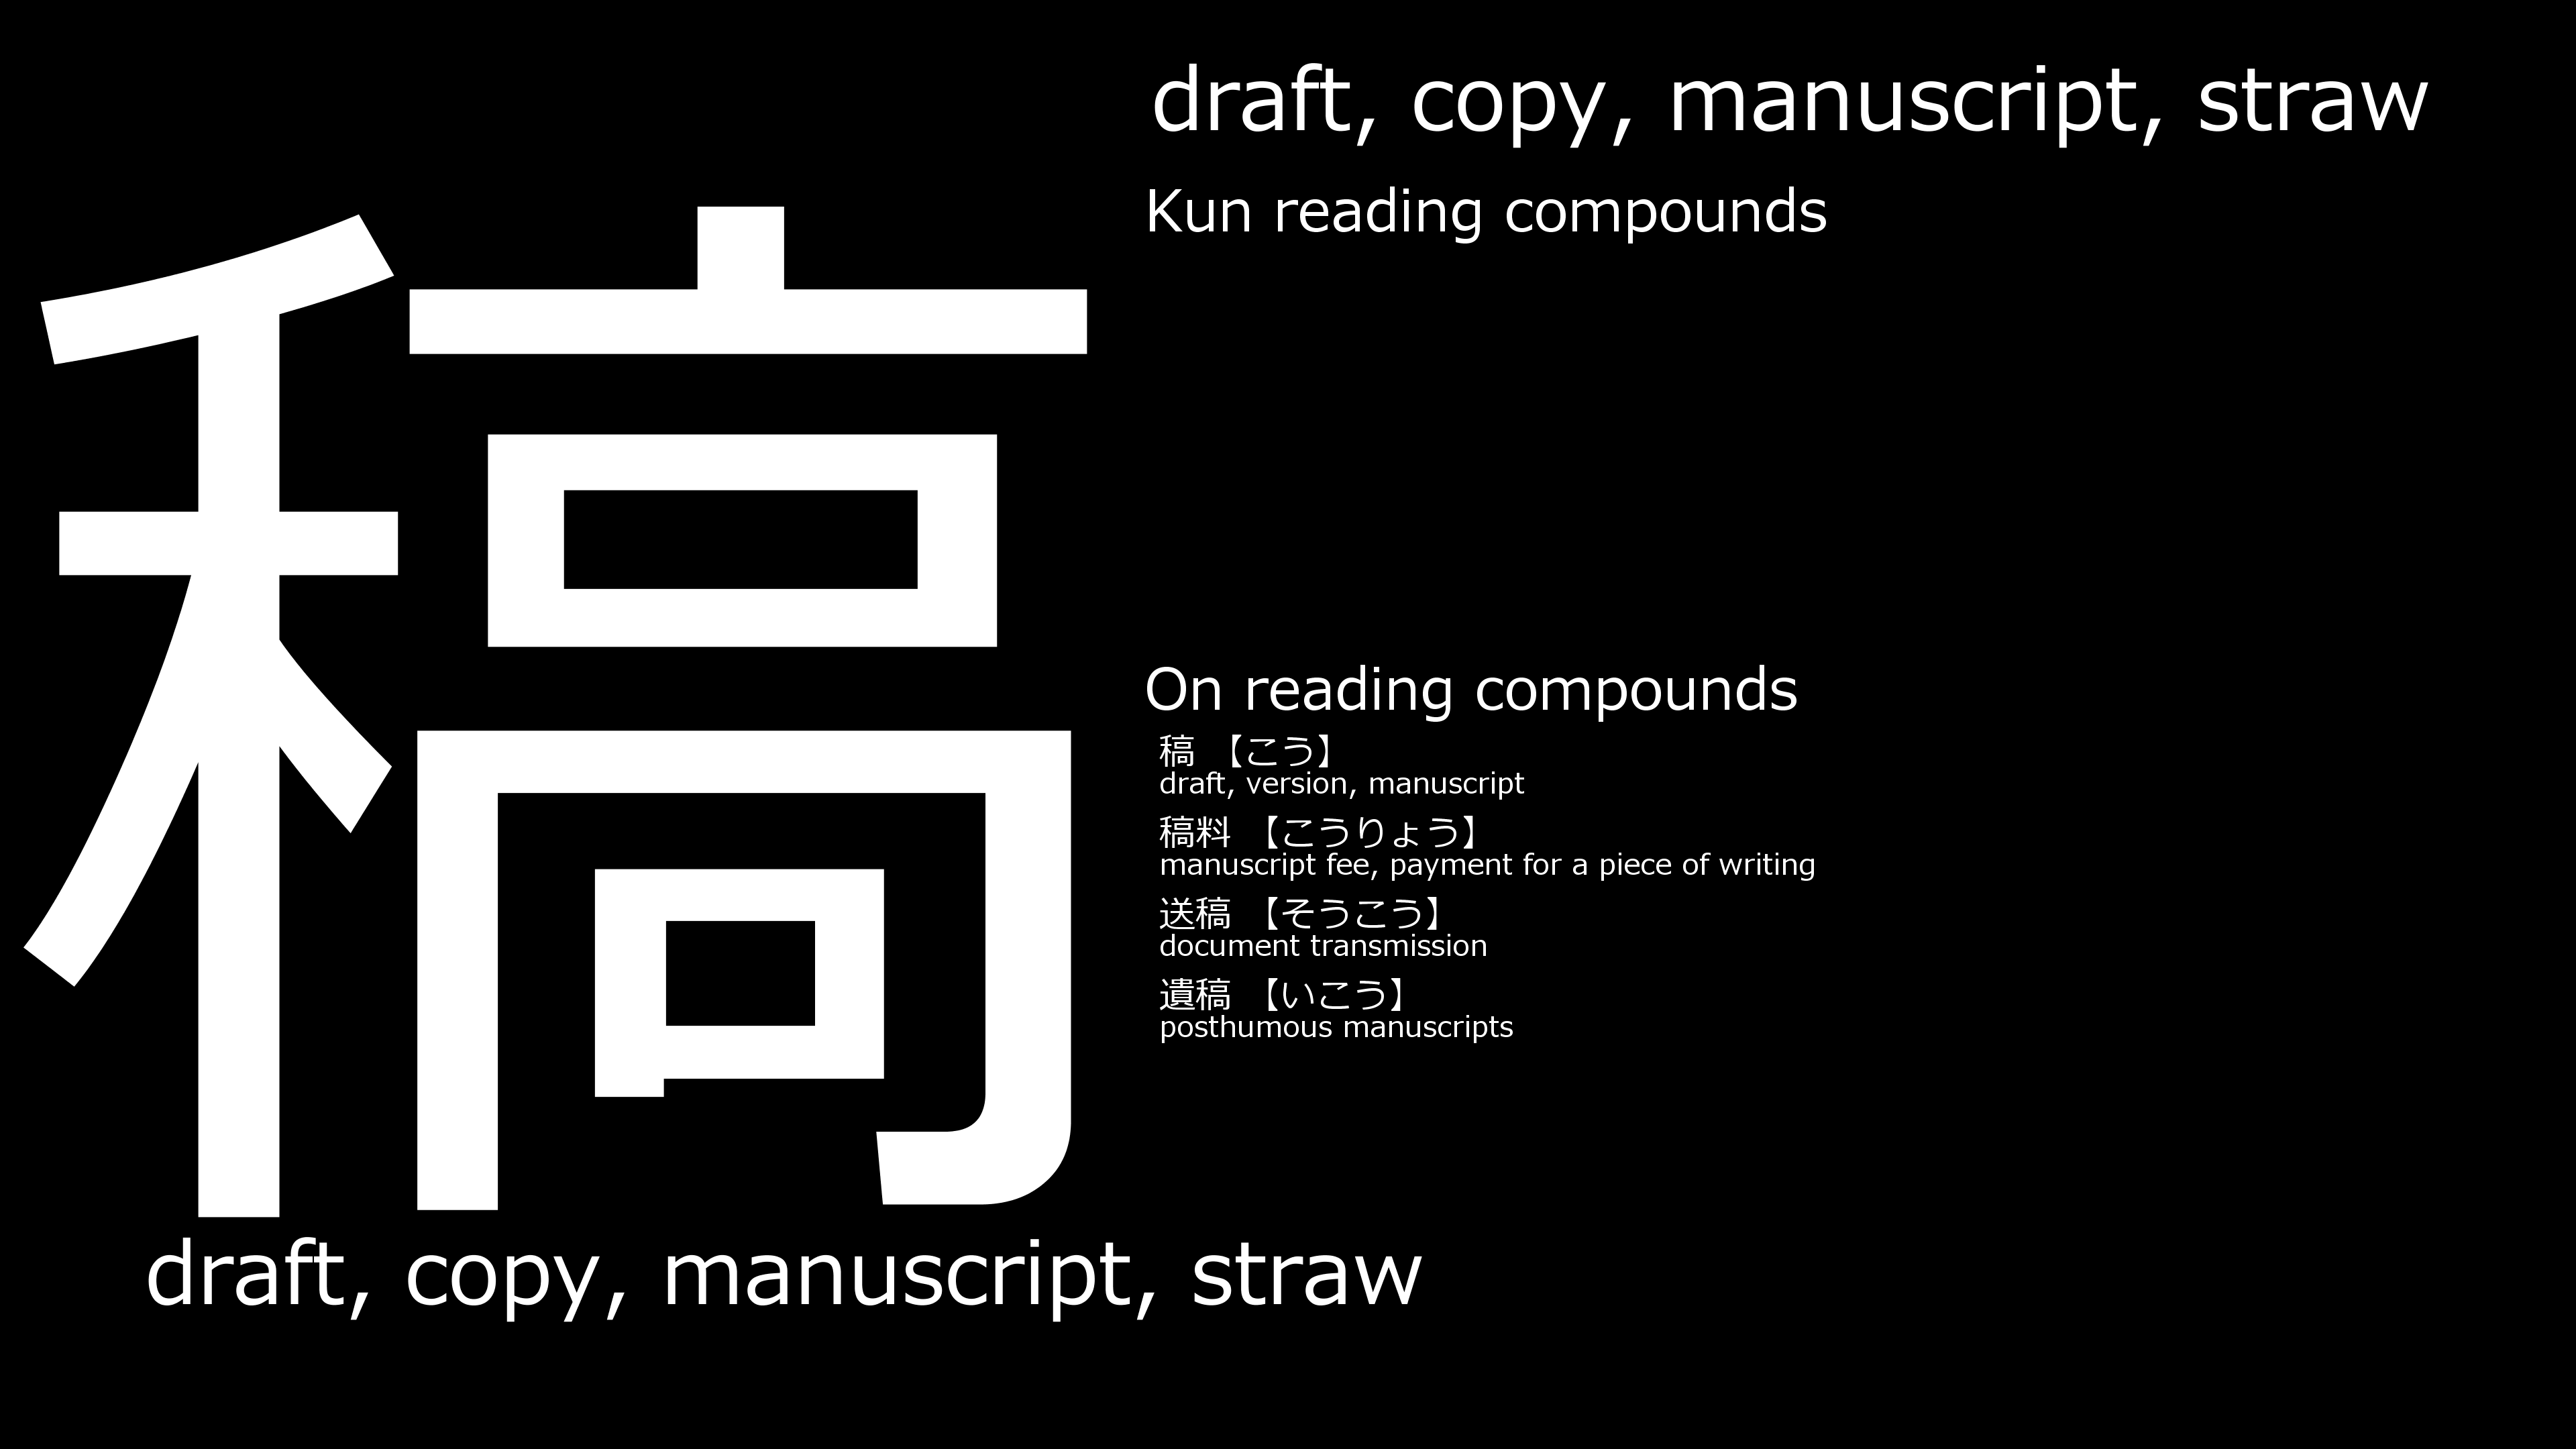 稿
draft, copy, manuscript, straw
draft, copy, manuscript, straw
Kun reading compounds
On reading compounds
稿 【こう】
draft, version, manuscript
稿料 【こうりょう】
manuscript fee, payment for a piece of writing
送稿 【そうこう】
document transmission
遺稿 【いこう】
posthumous manuscripts